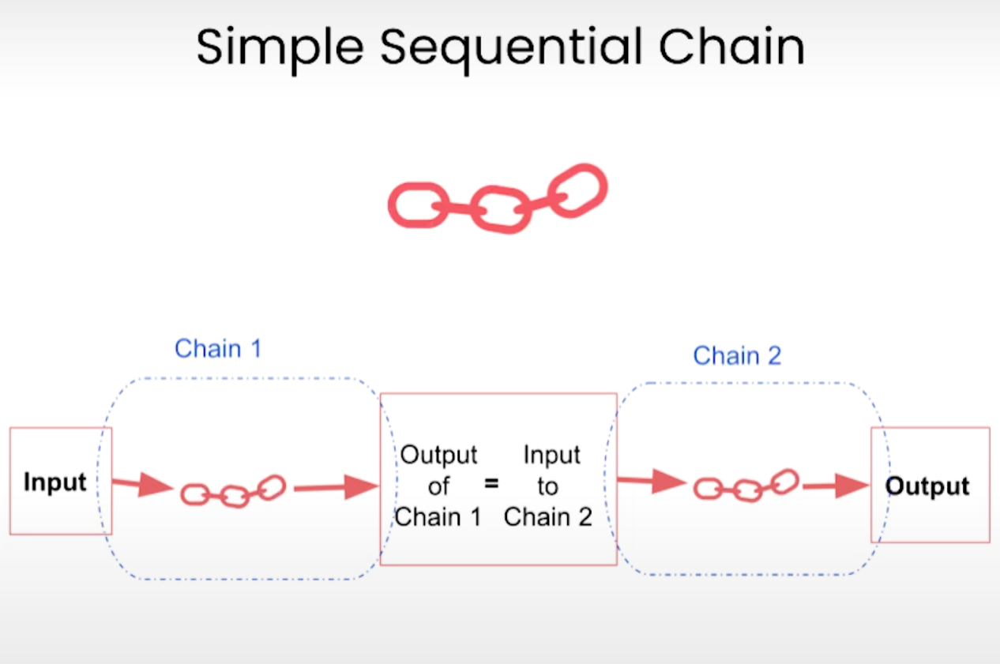 Simple Sequential Chain
Chain 1
Chain 2
Input
Output of Chain 1
=
Input to Chain 2
Output